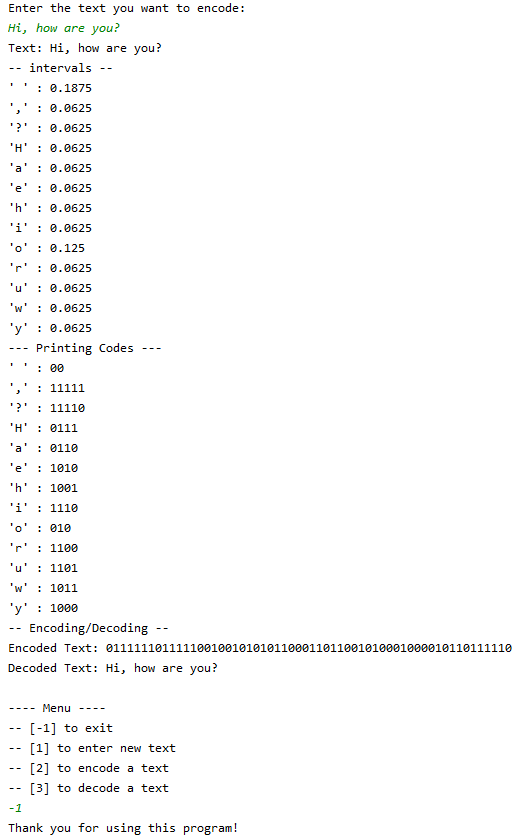 Enter the text you want to encode:
Hi, how are you?
Text: Hi, how are you?
-- intervals --
' ' : 0.1875
',' : 0.0625
'?' : 0.0625
'H' : 0.0625
'a' : 0.0625
'e' : 0.0625
'h' : 0.0625
'i' : 0.0625
'o' : 0.125
'r' : 0.0625
'u' : 0.0625
'w' : 0.0625
'y' : 0.0625
--- Printing Codes ---
' ' : 00
',' : 11111
'?' : 11110
'H' : 0111
'a' : 0110
'e' : 1010
'h' : 1001
'i' : 1110
'o' : 010
'r' : 1100
'u' : 1101
'w' : 1011
'y' : 1000
-- Encoding/Decoding --
Encoded Text: 0111111011111001001010101100011011001010001000010110111110
Decoded Text: Hi, how are you?
---- Menu ----
-- [-1] to exit
-- [1] to enter new text
-- [2] to encode a text
-- [3] to decode a text
-1
Thank you for using this program!